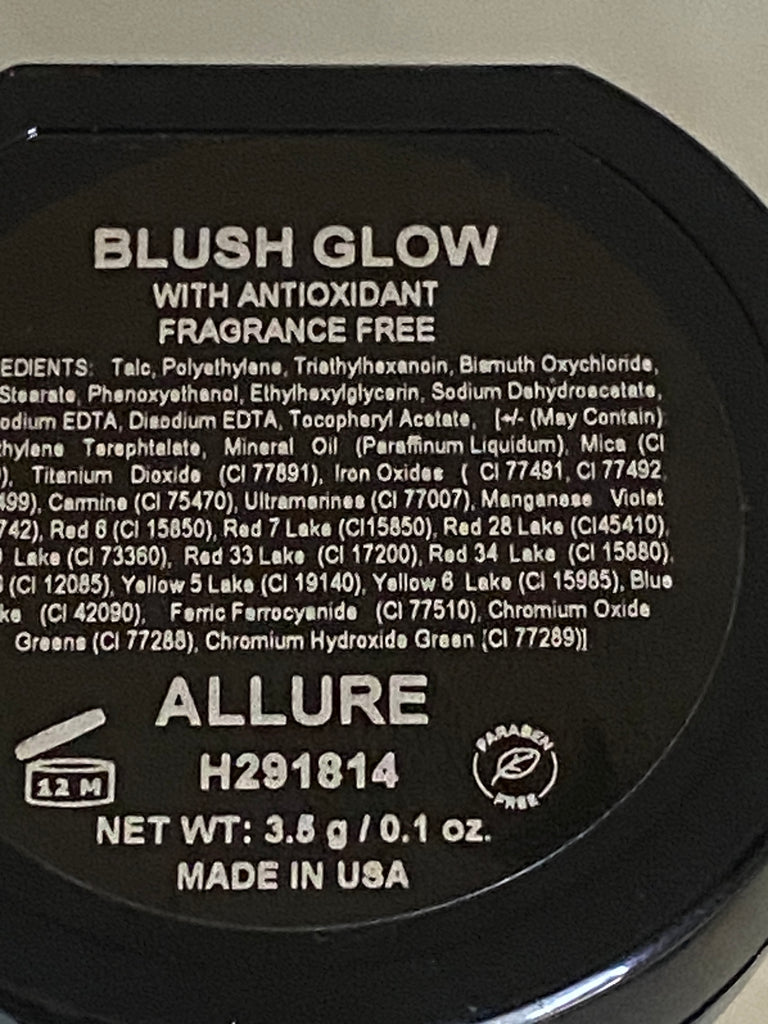 BLUSH GLOW
WITH ANTIOXIDANT
FRAGRANCE FREE
EDIENTS: Talc, Polyethylene, Triethylhexanoin, Bismuth Oxychloride,
Stearate, Phenoxyethanol, Ethylhexylglycerin, Sodium Dehydroacetate,
odium EDTA, Disodium EDTA, Tocopheryl Acetate, [+/- (May Contain)
hylene Terephtalate, Mineral Oil (Paraffinum Liquidum), Mica (CI
), Titanium Dioxide (CI 77891), Iron Oxides ( CI 77491, CI 77492
499), Carmine (CI 75470), Ultramarines (CI 77007), Manganese Violet
742), Red 6 (CI 15850), Red 7 Lake (CI15850), Red 28 Lake (CI45410),
Lake (CI 73360), Red 33 Lake (CI 17200), Red 34 Lake (CI 15880),
(CI 12085), Yellow 5 Lake (CI 19140), Yellow 6 Lake (CI 15985), Blue
ke (CI 42090), Ferric Ferrocyanide (CI 77510), Chromium Oxide
Greens (CI 77288), Chromium Hydroxide Green (CI 77289)]
ALLURE
12 M
H291814
PARABEN
FREE
NET WT: 3.5 g / 0.1 oz.
MADE IN USA